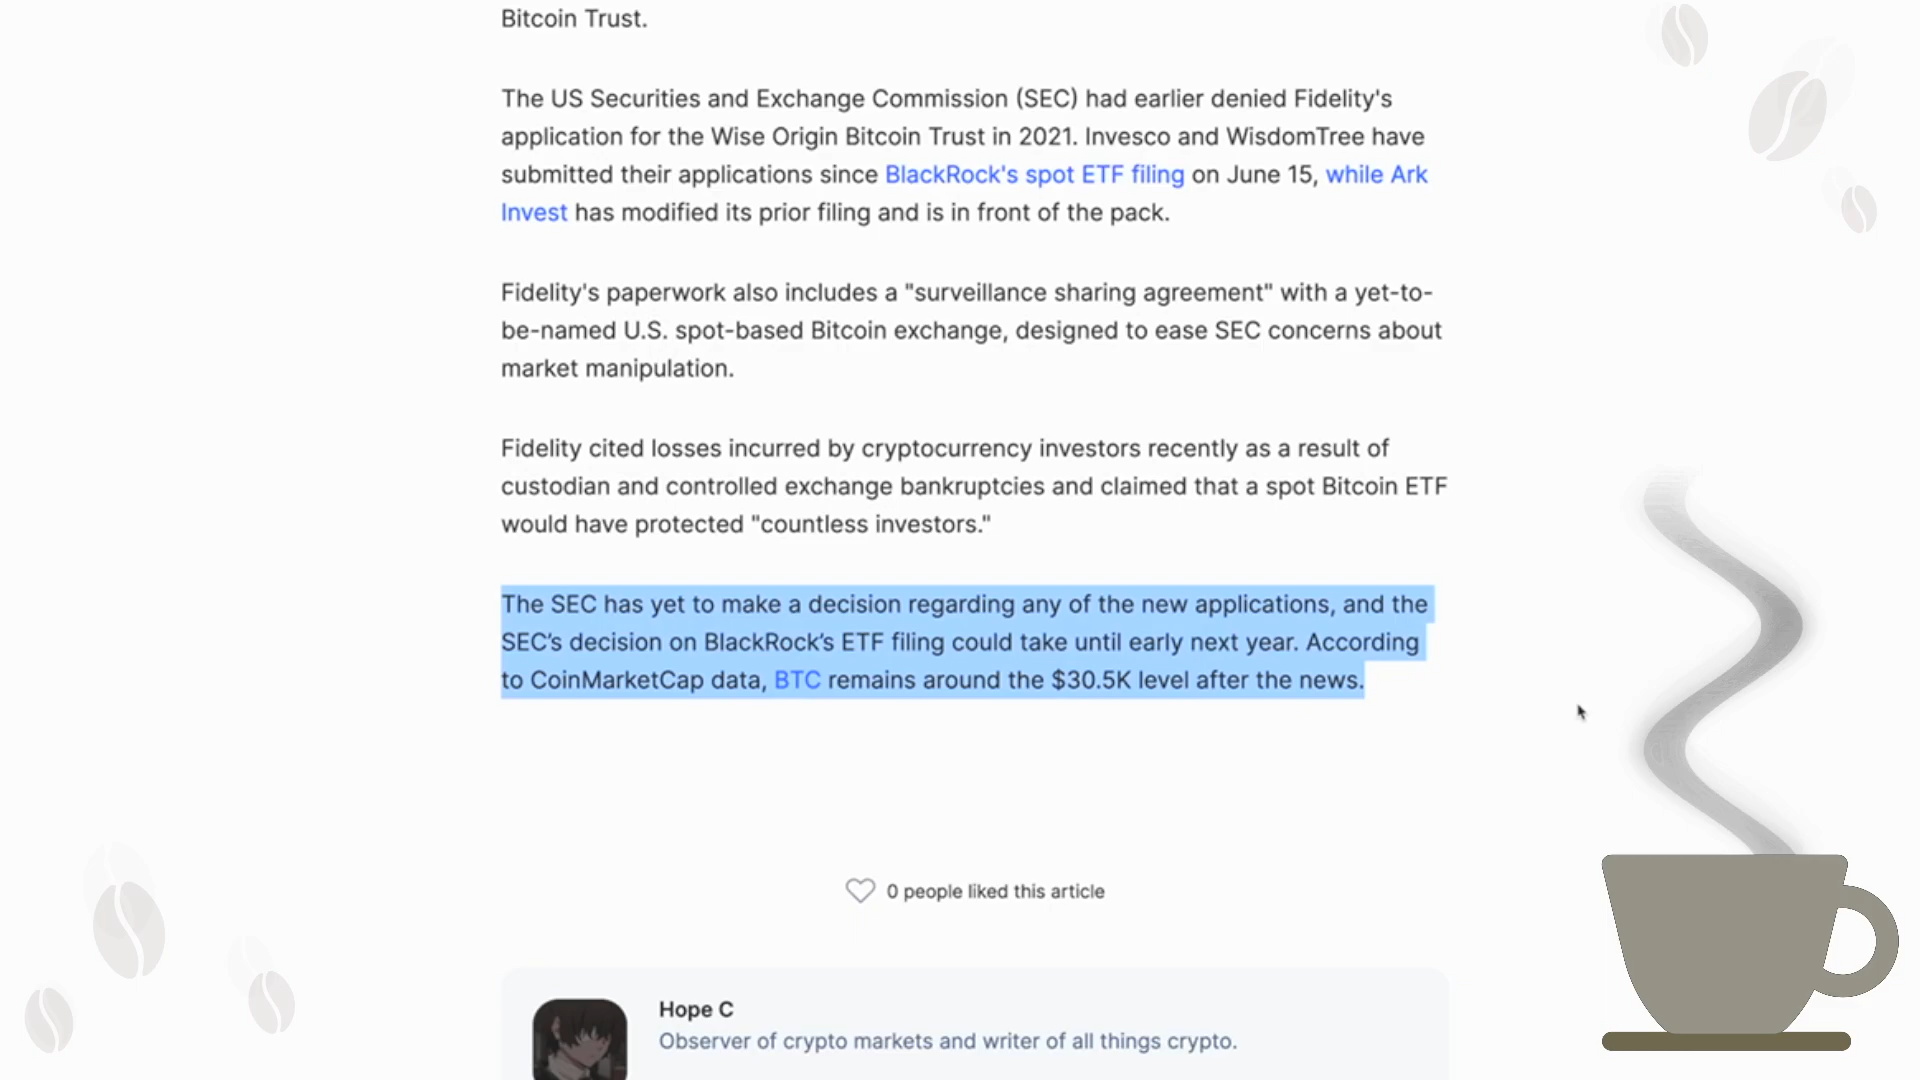 Bitcoin Trust.
The US Securities and Exchange Commission (SEC) had earlier denied Fidelity's
application for the Wise Origin Bitcoin Trust in 2021. Invesco and WisdomTree have
submitted their applications since BlackRock's spot ETF filing on June 15, while Ark
Invest has modified its prior filing and is in front of the pack.
Fidelity's paperwork also includes a "surveillance sharing agreement" with a yet-to-
be-named U.S. spot-based Bitcoin exchange, designed to ease SEC concerns about
market manipulation.
Fidelity cited losses incurred by cryptocurrency investors recently as a result of
custodian and controlled exchange bankruptcies and claimed that a spot Bitcoin ETF
would have protected "countless investors."
The SEC has yet to make a decision regarding any of the new applications, and the
SEC’s decision on BlackRock’s ETF filing could take until early next year. According
to CoinMarketCap data, BTC remains around the $30.5K level after the news.
0 people liked this article
Hope C
Observer of crypto markets and writer of all things crypto.